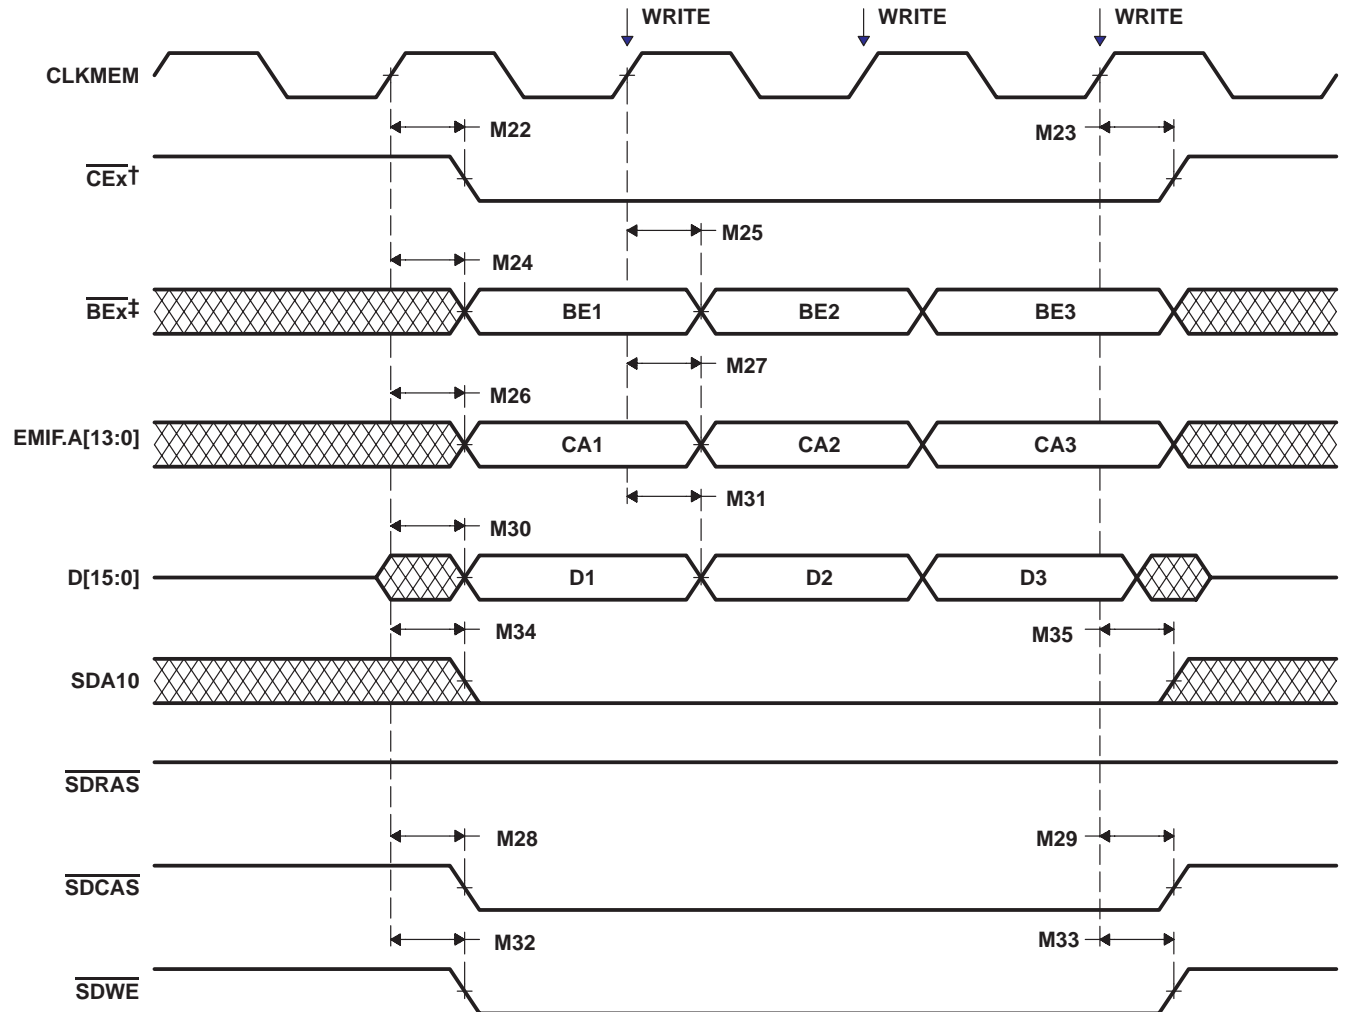 WRITE WRITE WRITE
CLKMEM
M22 M23
CEx†
M25
M24
BEx‡ BE1 BE2 BE3
M27
M26
EMIF.A[13:0] CA1 CA2 CA3
M31
M30
D[15:0] D1 D2 D3
M34 M35
SDA10
SDRAS
M28 M29
SDCAS
M32 M33
SDWE